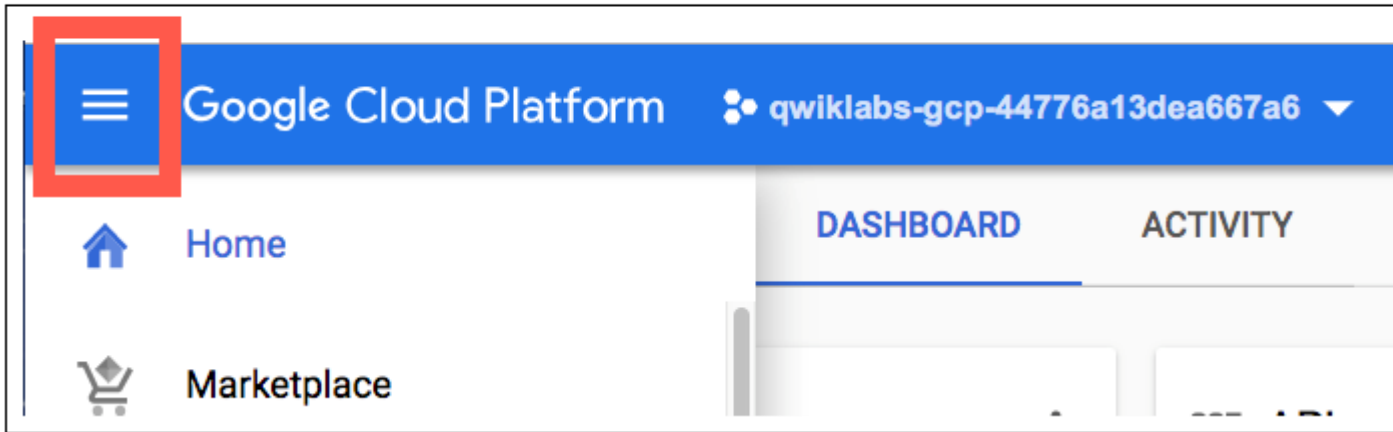 Google Cloud Platform qwiklabs-gcp-44776a13dea667a6
DASHBOARD ACTIVITY
Home
Marketplace